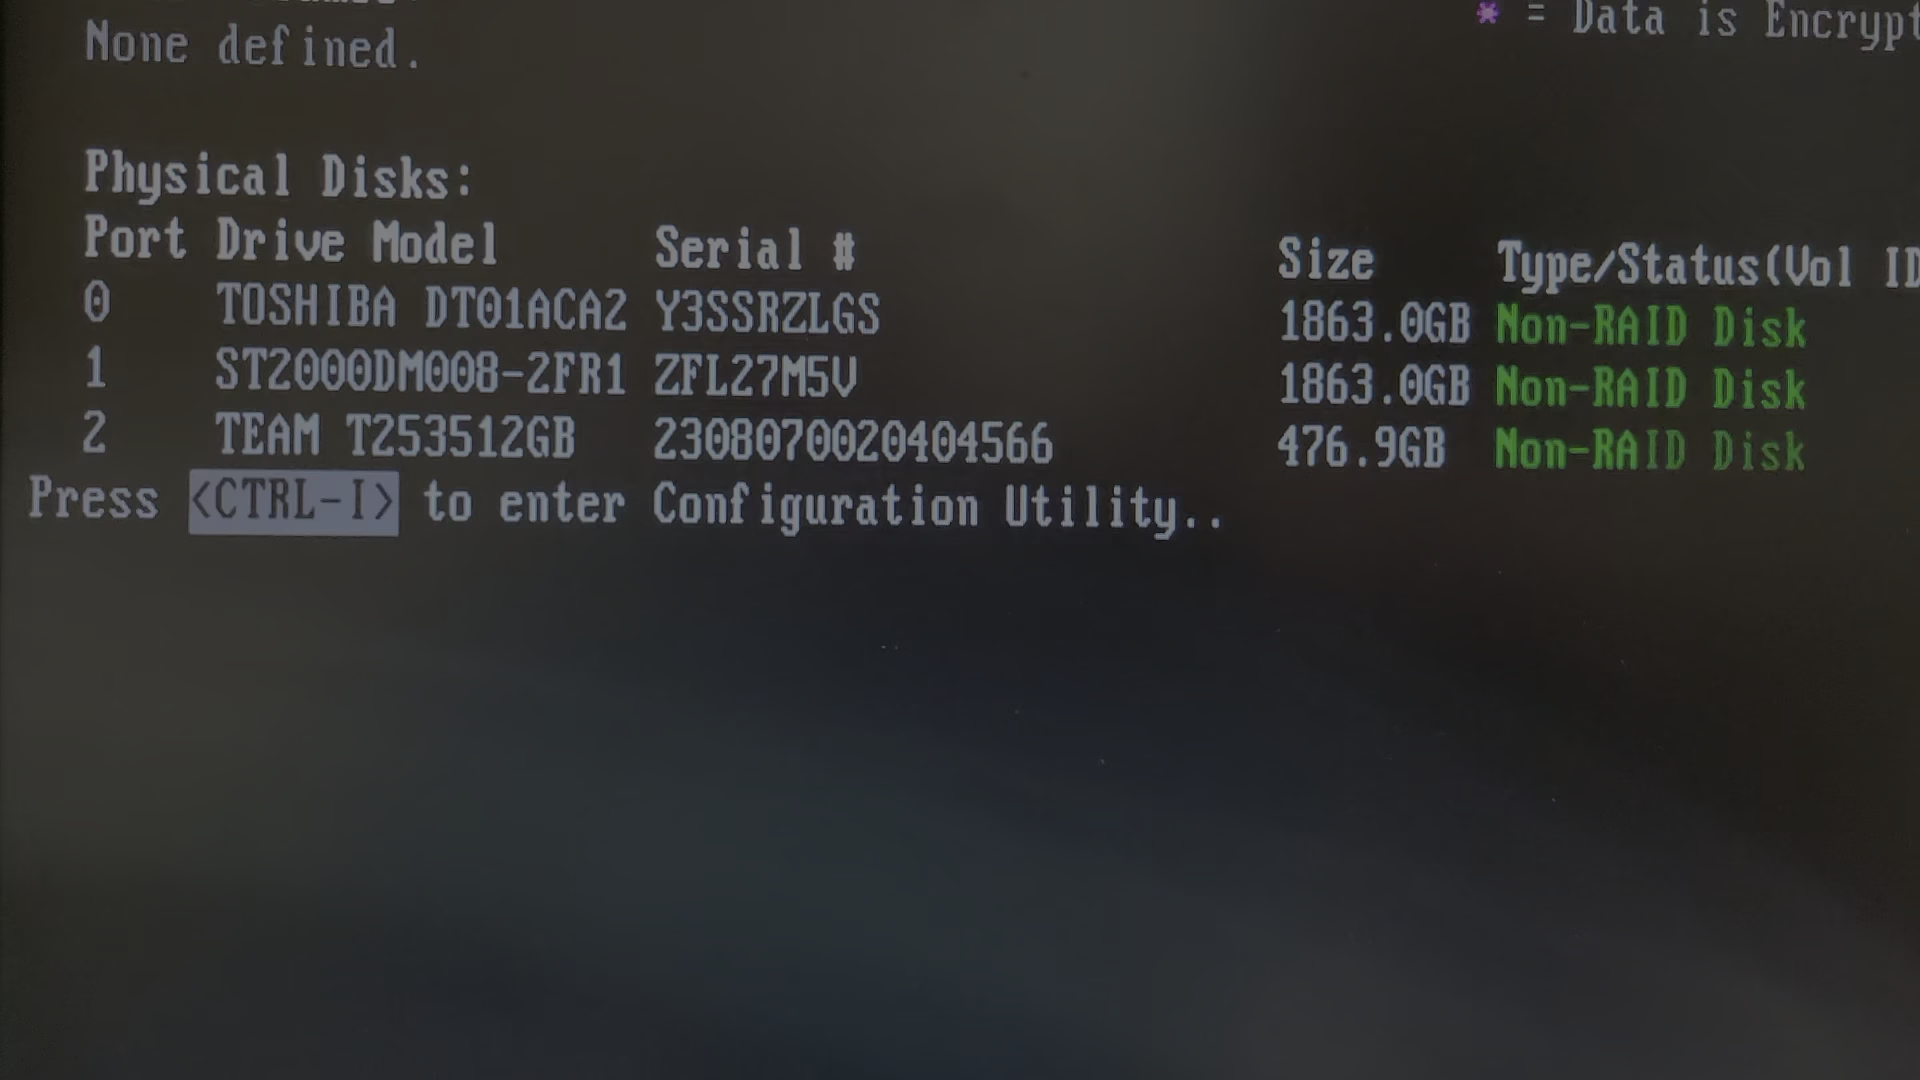 None defined.
* = Data is Encrypt
Physical Disks:
Port Drive Model Serial # Size Type/Status(Vol ID
0 TOSHIBA DT01ACA2 Y3SSRZLGS 1863.0GB Non-RAID Disk
1 ST2000DM008-2FR1 ZFL27M5V 1863.0GB Non-RAID Disk
2 TEAM T253512GB 2308070020404566 476.9GB Non-RAID Disk
Press <CTRL-I> to enter Configuration Utility..